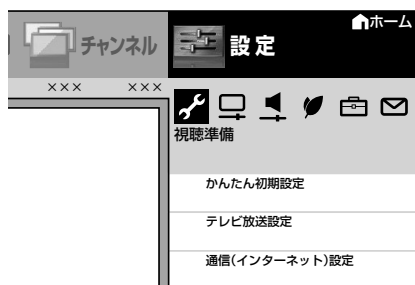 ホーム
チャンネル
設定
××× ×××
視聴準備
かんたん初期設定
テレビ放送設定
通信(インターネット)設定